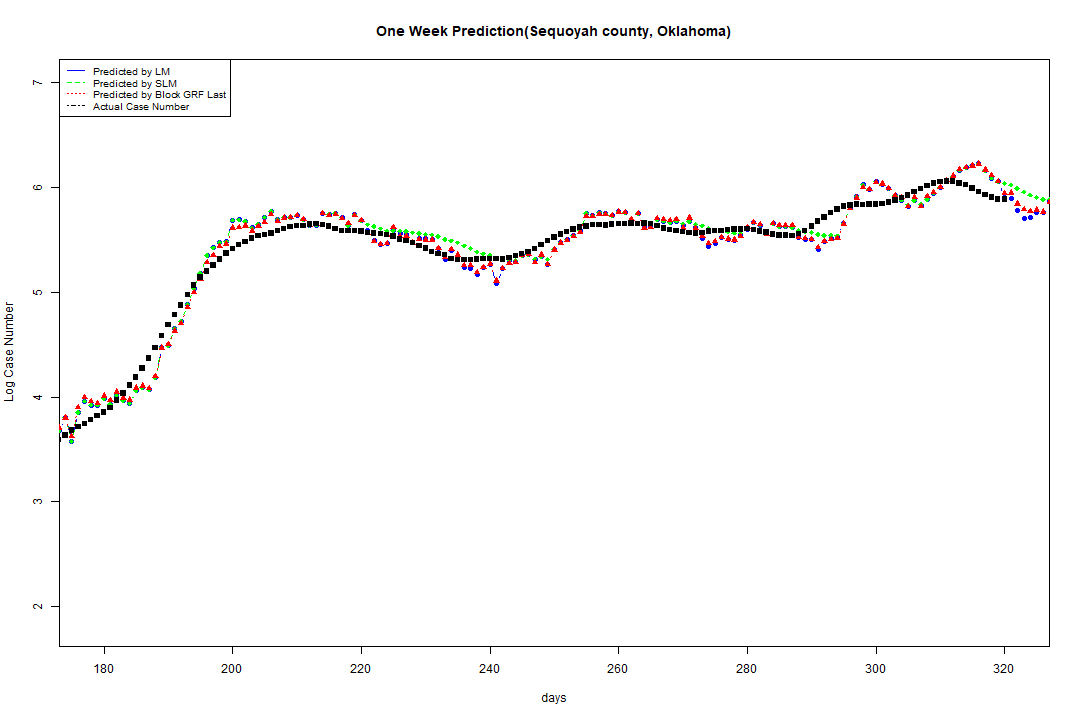 One Week Prediction(Sequoyah county, Oklahoma)
Predicted by LM
Predicted by SLM
Predicted by Block GRF Last
Actual Case Number
7
6
5
4
3
2
Log Case Number
180 200 220 240 260 280 300 320
days